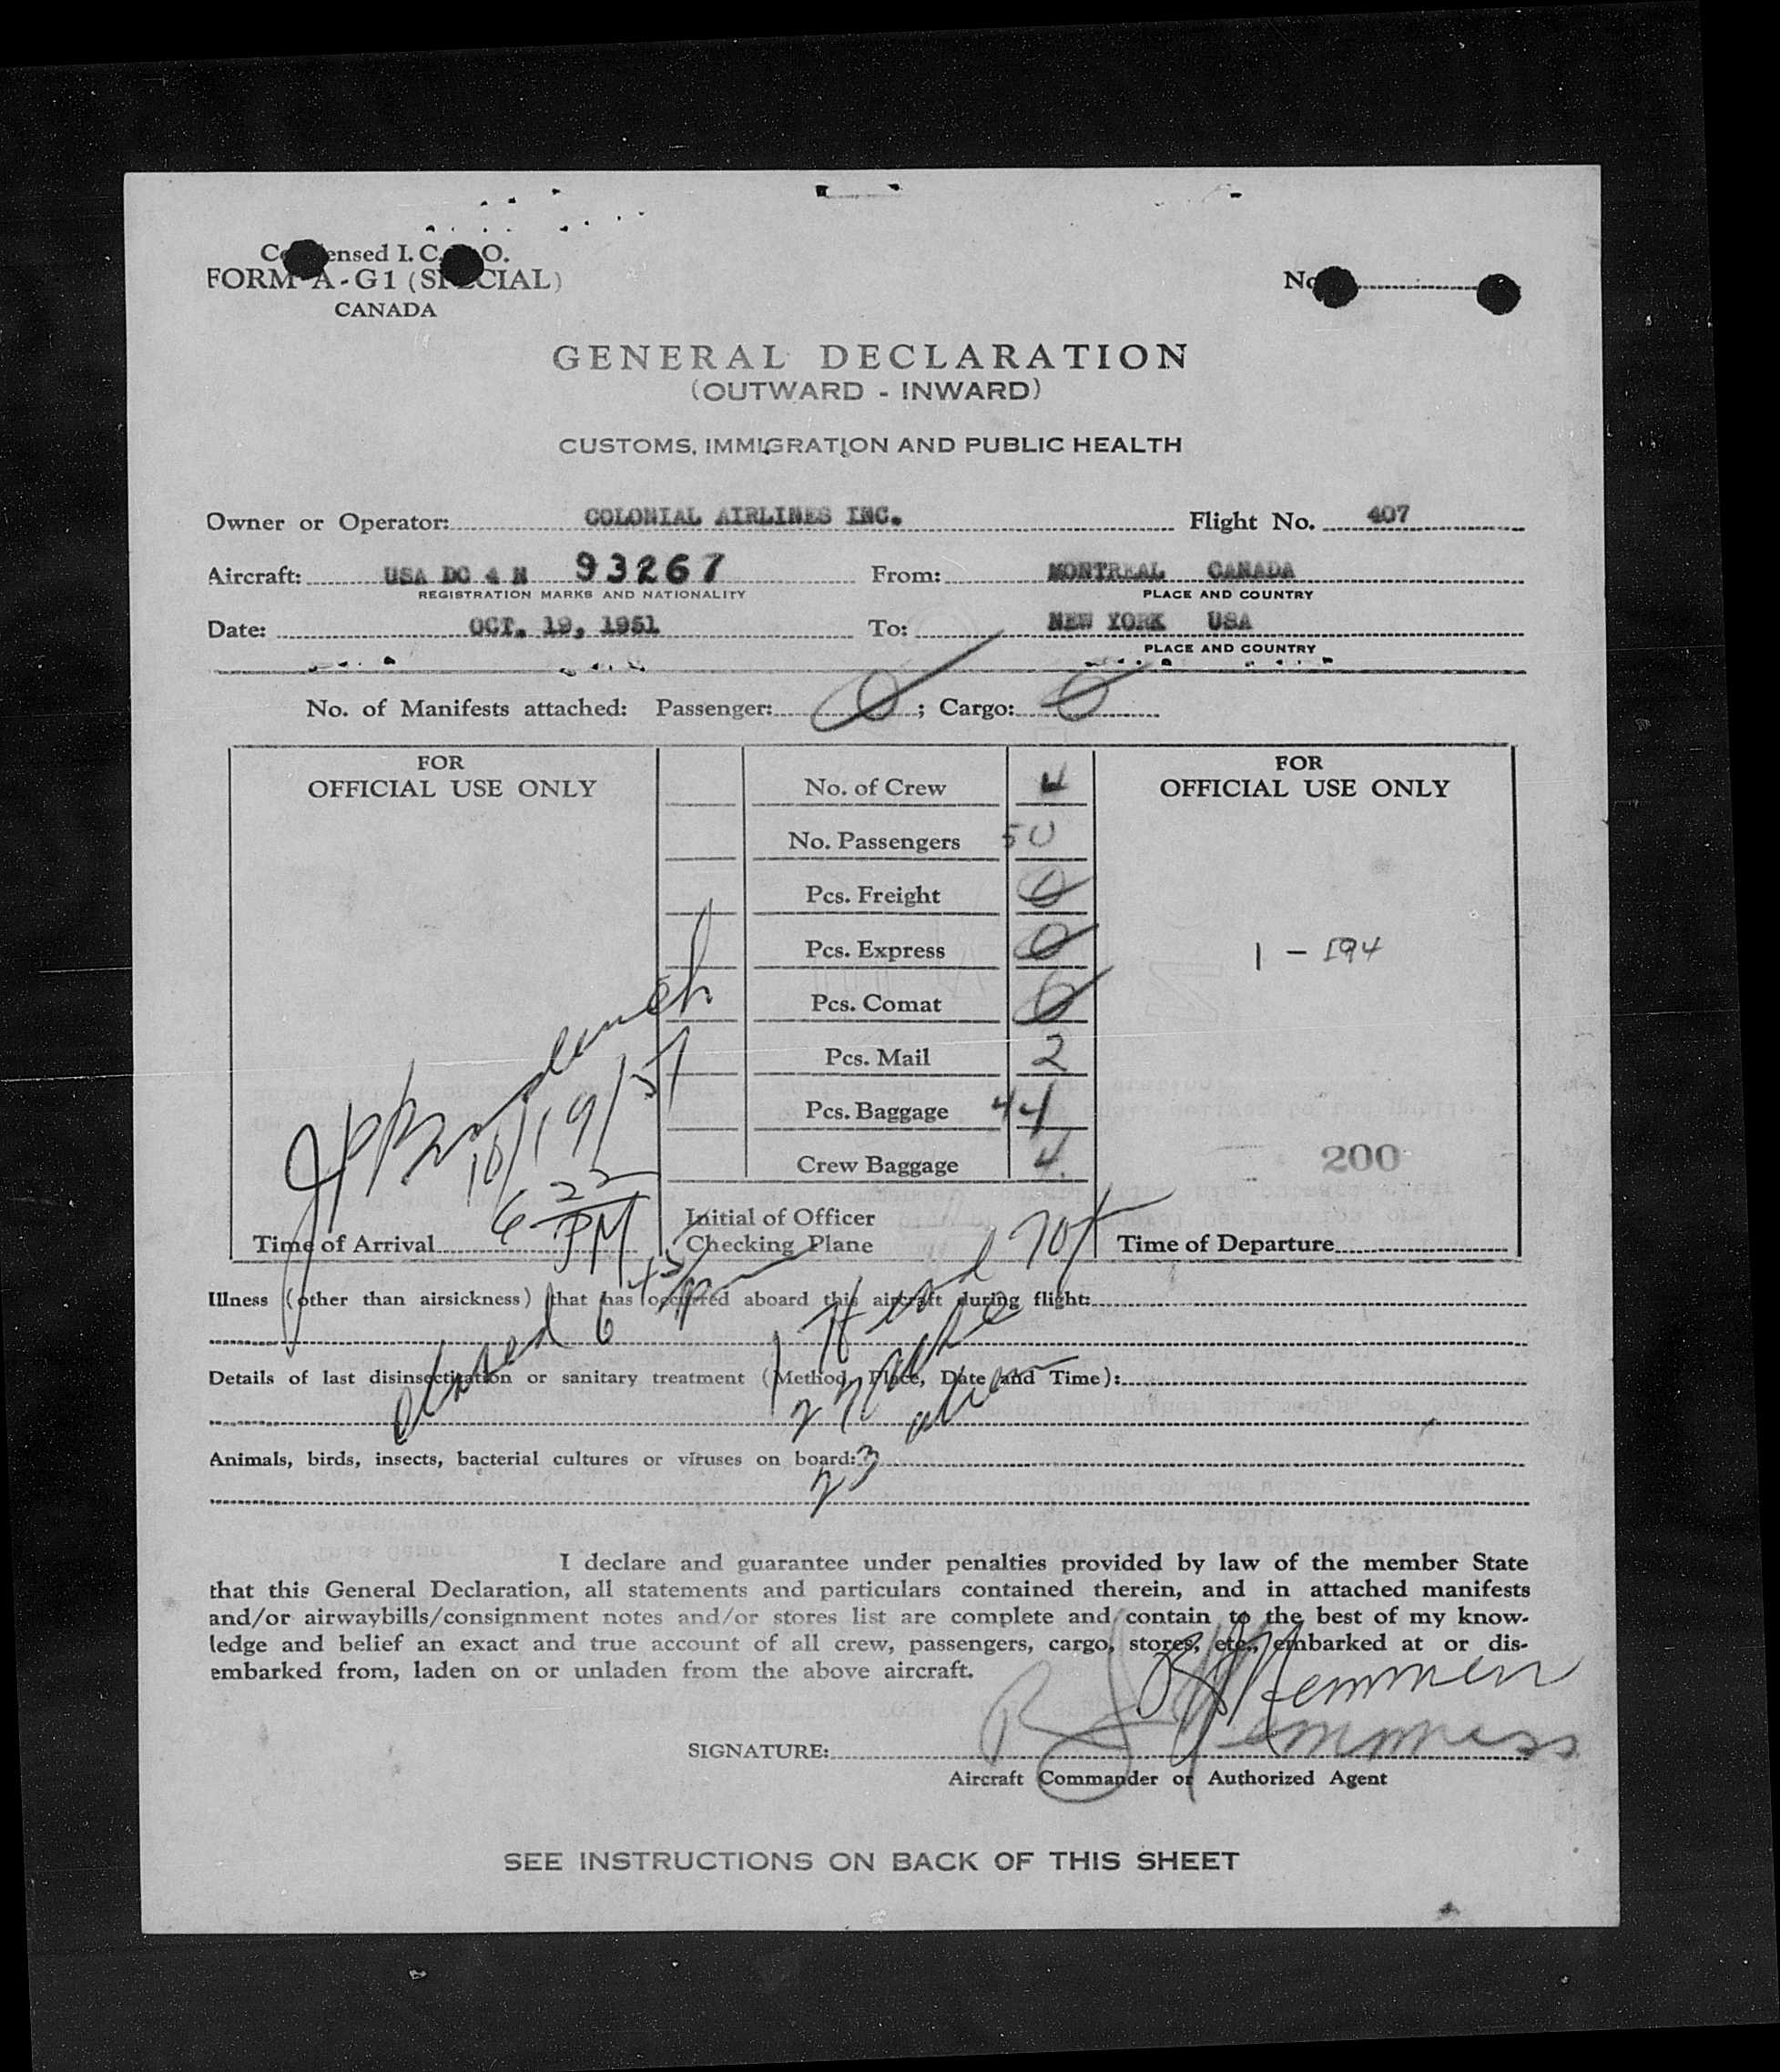 Condensed I. C. A. O.
FORM A-G1 (SPECIAL)
CANADA
No.
GENERAL DECLARATION
(OUTWARD - INWARD)
CUSTOMS, IMMIGRATION AND PUBLIC HEALTH
Owner or Operator: COLONIAL AIRLINES INC. Flight No. 407
Aircraft: USA DC 4 N 93267 From: MONTREAL CANADA
REGISTRATION MARKS AND NATIONALITY PLACE AND COUNTRY
Date: OCT. 19, 1951 To: NEW YORK USA
PLACE AND COUNTRY
No. of Manifests attached: Passenger: 0 ; Cargo: 0
FOR
OFFICIAL USE ONLY
No. of Crew 4
No. Passengers 50
Pcs. Freight 0
Pcs. Express 0
Pcs. Comat 0
Pcs. Mail 2
Pcs. Baggage 44
Crew Baggage 4
Initial of Officer
Checking Plane
FOR
OFFICIAL USE ONLY
1 - 194
200
10/19/51
6 22 PM
Time of Arrival
Time of Departure
Illness (other than airsickness) that has occurred aboard this aircraft during flight:
6 45 pm
Details of last disinsectization or sanitary treatment (Method, Place, Date and Time):
Animals, birds, insects, bacterial cultures or viruses on board:
23
I declare and guarantee under penalties provided by law of the member State
that this General Declaration, all statements and particulars contained therein, and in attached manifests
and/or airwaybills/consignment notes and/or stores list are complete and contain to the best of my know-
ledge and belief an exact and true account of all crew, passengers, cargo, stores, etc., embarked at or dis-
embarked from, laden on or unladen from the above aircraft.
SIGNATURE:
Aircraft Commander or Authorized Agent
SEE INSTRUCTIONS ON BACK OF THIS SHEET